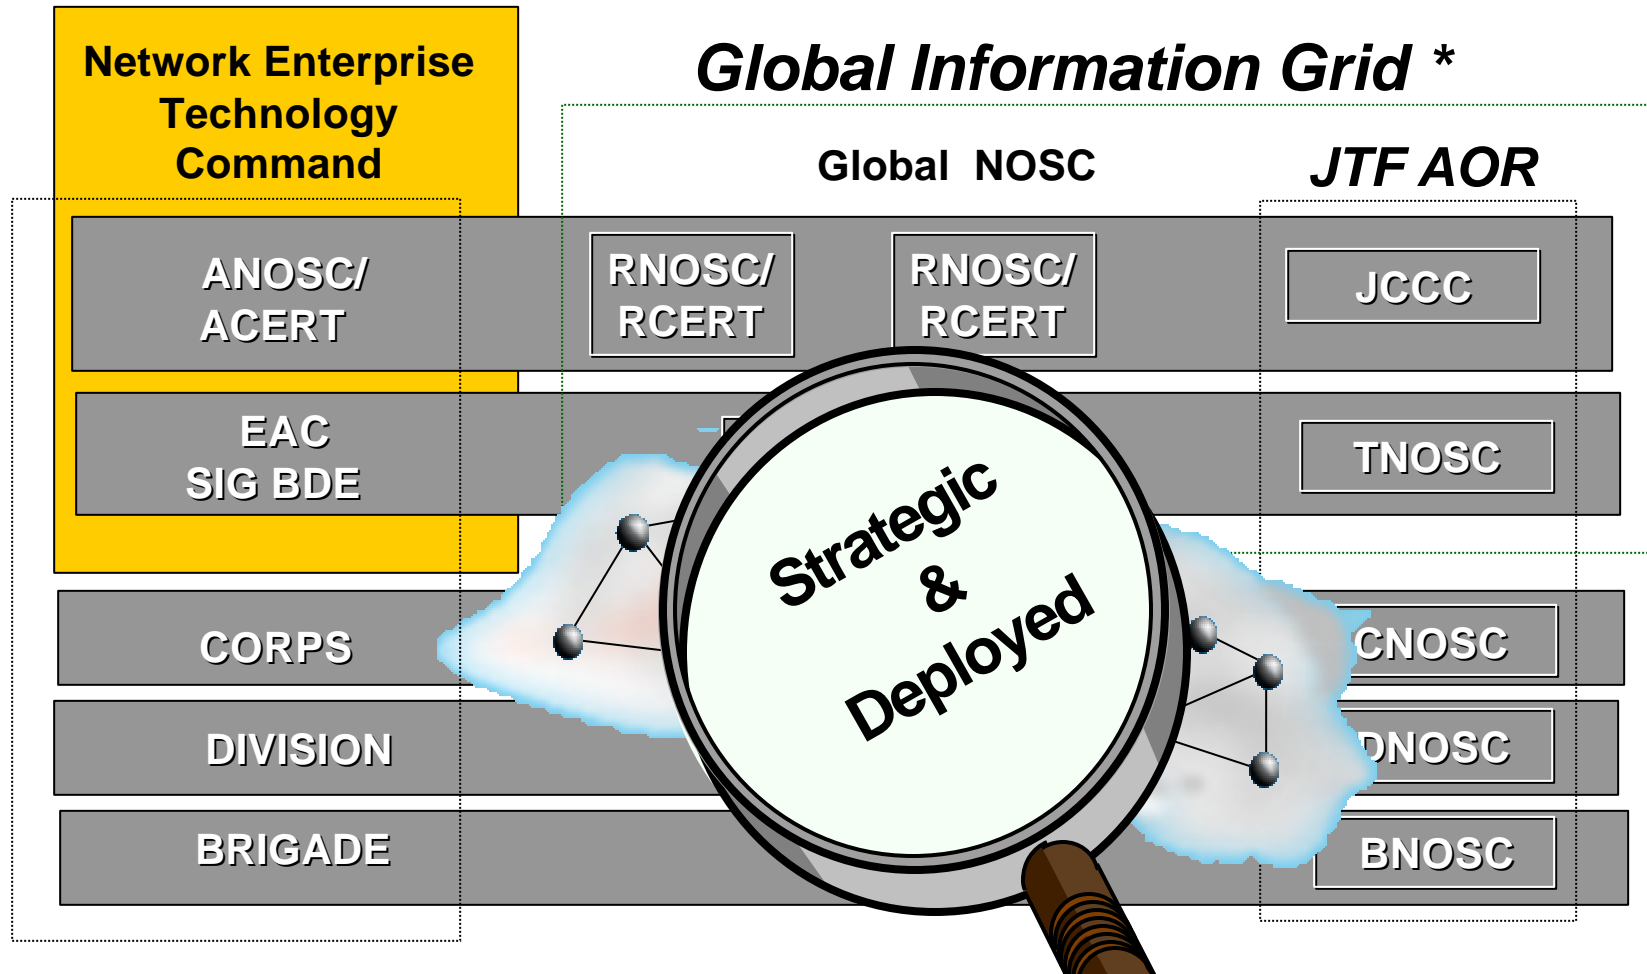 Network Enterprise
Technology
Command
Global Information Grid *
Global NOSC
JTF AOR
ANOSC/
ACERT
RNOSC/
RCERT
RNOSC/
RCERT
JCCC
EAC
SIG BDE
TNOSC
Strategic
&
Deployed
CORPS
CNOSC
DIVISION
DNOSC
BRIGADE
BNOSC